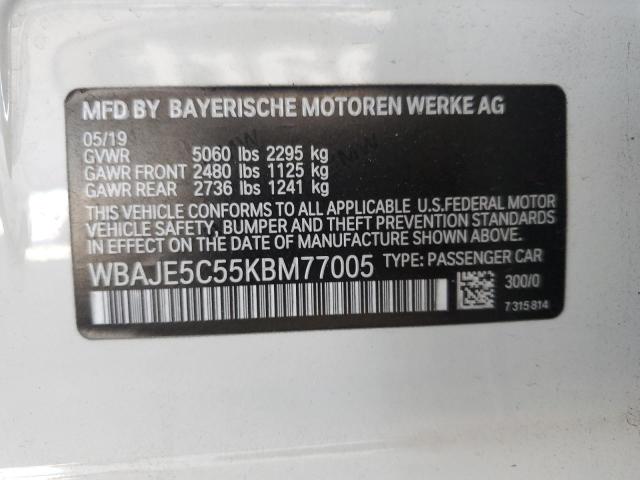 MFD BY BAYERISCHE MOTOREN WERKE AG
05/19
GVWR 5060 lbs 2295 kg
GAWR FRONT 2480 lbs 1125 kg
GAWR REAR 2736 lbs 1241 kg
THIS VEHICLE CONFORMS TO ALL APPLICABLE U.S.FEDERAL MOTOR
VEHICLE SAFETY, BUMPER AND THEFT PREVENTION STANDARDS
IN EFFECT ON THE DATE OF MANUFACTURE SHOWN ABOVE.
WBAJE5C55KBM77005 TYPE: PASSENGER CAR
300/0
7 315 814